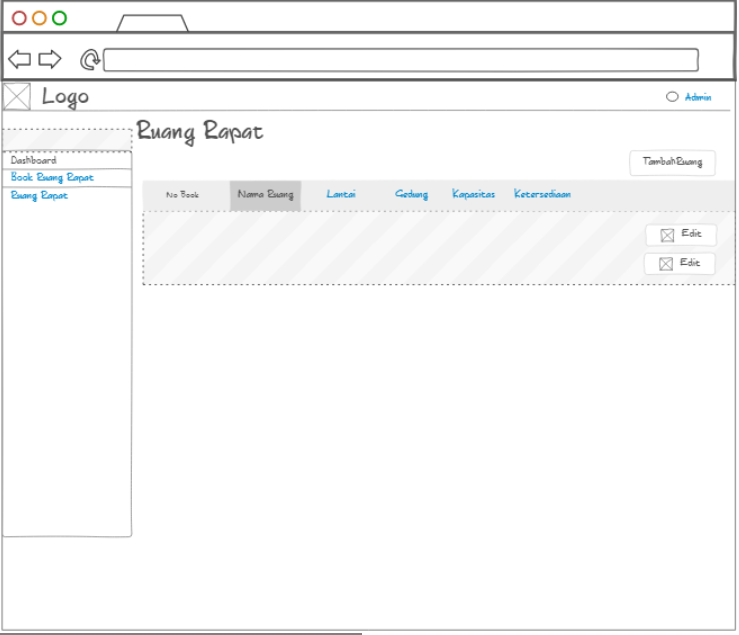 Logo
Admin
Ruang Rapat
Dashboard
TambahRuang
Book Ruang Rapat
Ruang Rapat
No Book Nama Ruang Lantai Gedung Kapasitas Ketersediaan
Edit
Edit